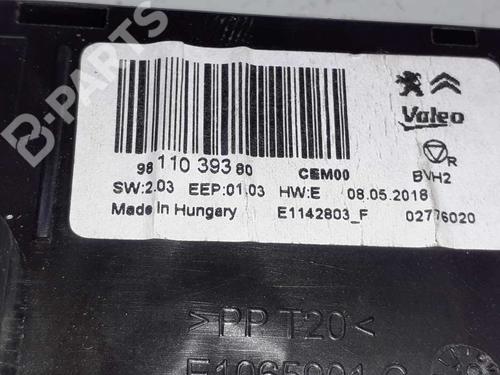 B-PARTS
Valeo
R
BVH2
98 110 393 80 CEM00
SW:2.03 EEP:01.03 HW:E 08.05.2018
Made In Hungary E1142803_F 02776020
>PP T20<